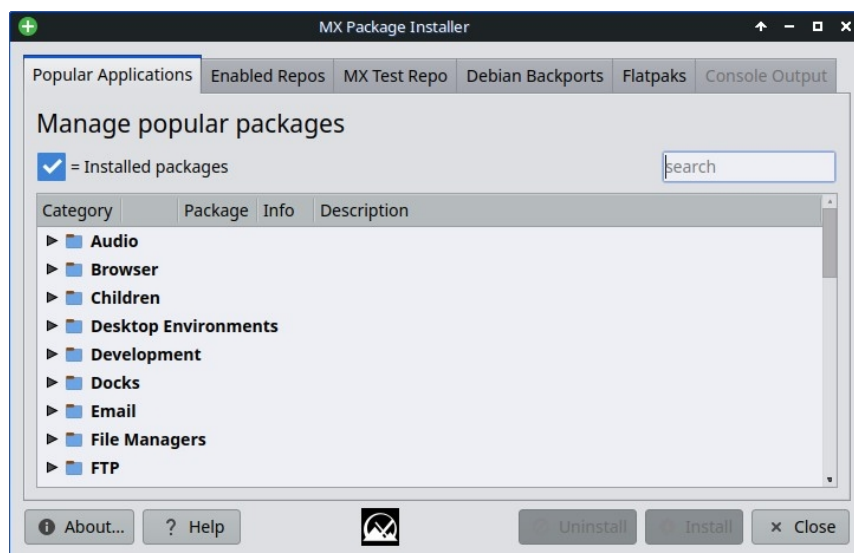 MX Package Installer
Popular Applications Enabled Repos MX Test Repo Debian Backports Flatpaks Console Output
Manage popular packages
= Installed packages search
Category Package Info Description
Audio
Browser
Children
Desktop Environments
Development
Docks
Email
File Managers
FTP
About... ? Help Uninstall Install Close